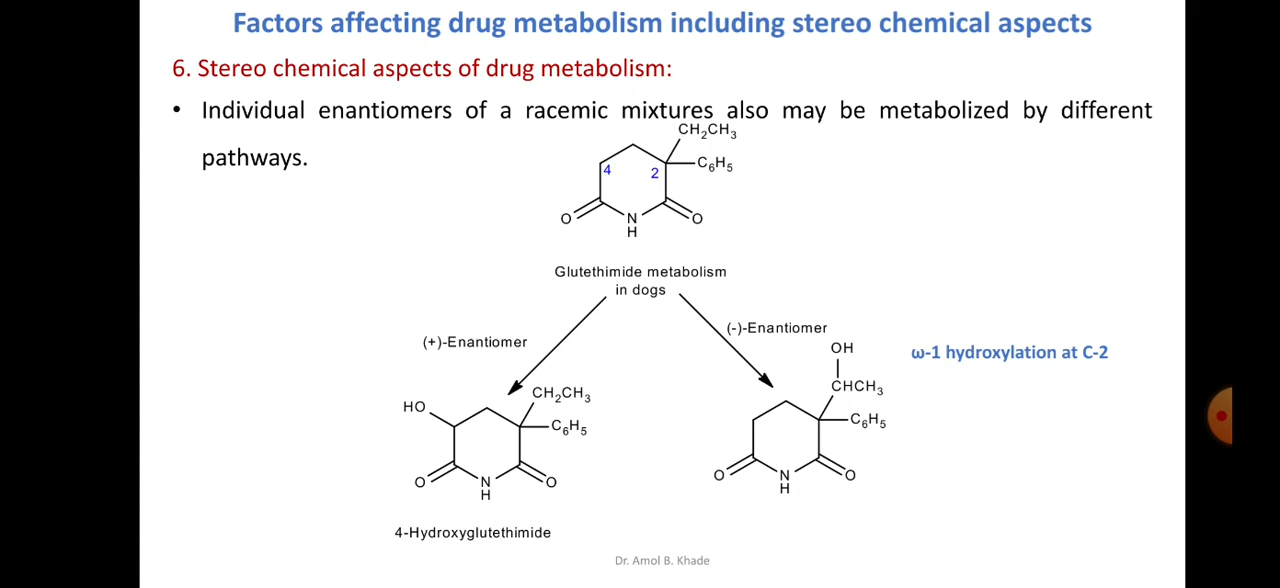 Factors affecting drug metabolism including stereo chemical aspects
6. Stereo chemical aspects of drug metabolism:
• Individual enantiomers of a racemic mixtures also may be metabolized by different
pathways.
CH₂CH₃
4 2 C₆H₅
O N O
H
Glutethimide metabolism
in dogs
(+)-Enantiomer
(-)-Enantiomer
OH
ω-1 hydroxylation at C-2
HO CH₂CH₃
C₆H₅
O N O
H
CHCH₃
C₆H₅
O N O
H
4-Hydroxyglutethimide
Dr. Amol B. Khade